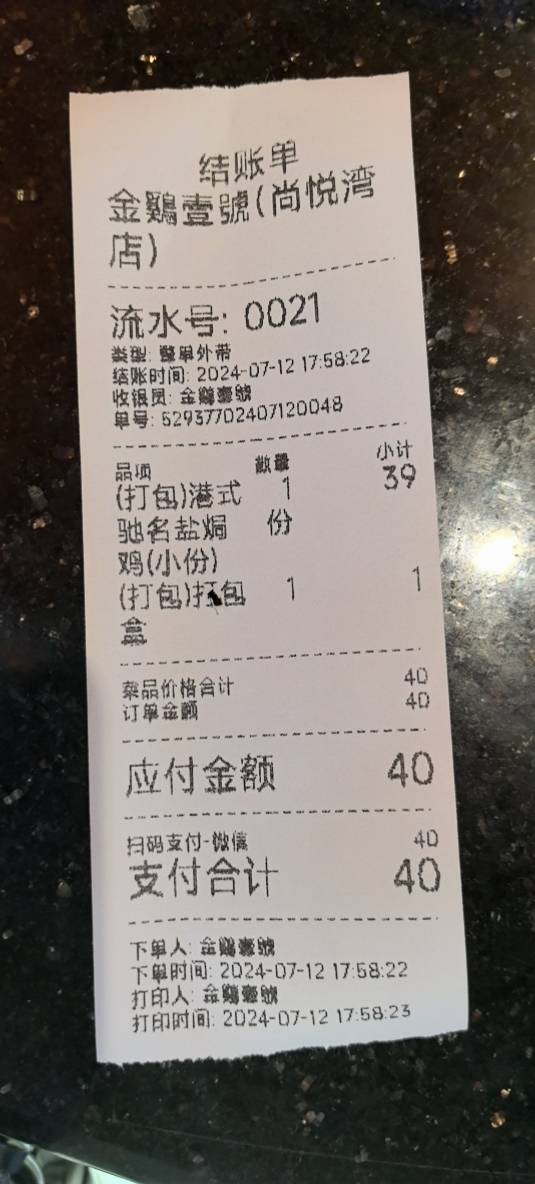 结账单
金鷄壹號(尚悦湾
店)
流水号: 0021
类型: 整单外带
结账时间: 2024-07-12 17:58:22
收银员: 金鷄壹號
单号: 52937702407120048
品项 数量 小计
(打包)港式 1 39
驰名盐焗 份
鸡(小份)
(打包)打包 1 1
盒
菜品价格合计 40
订单金额 40
应付金额 40
扫码支付-微信 40
支付合计 40
下单人: 金鷄壹號
下单时间: 2024-07-12 17:58:22
打印人: 金鷄壹號
打印时间: 2024-07-12 17:58:23